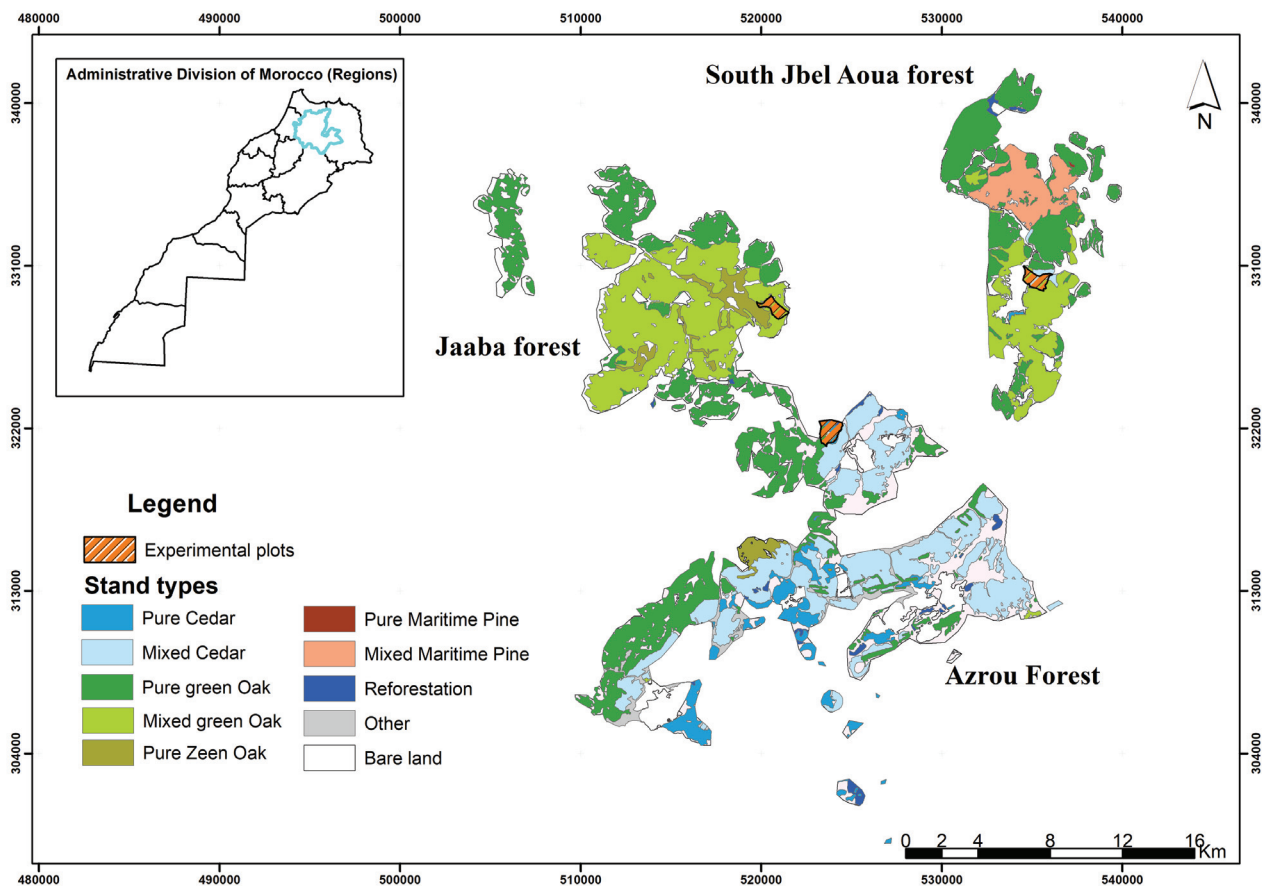 480000 490000 500000 510000 520000 530000 540000
Administrative Division of Morocco (Regions)
South Jbel Aoua forest
N
340000 340000
331000 331000
Jaaba forest
322000 322000
Legend
Experimental plots
Stand types
313000 313000
Pure Cedar
Mixed Cedar
Pure green Oak
Mixed green Oak
Pure Zeen Oak
Pure Maritime Pine
Mixed Maritime Pine
Reforestation
Other
Bare land
Azrou Forest
304000 304000
0 2 4 8 12 16
Km
480000 490000 500000 510000 520000 530000 540000